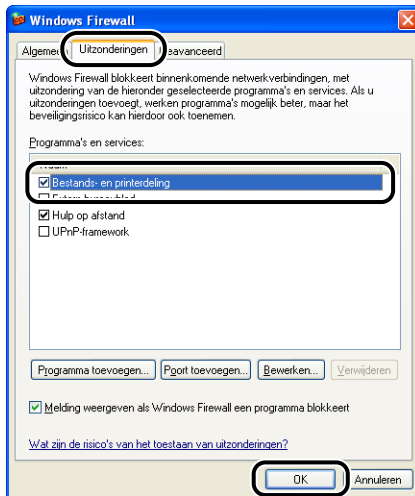 Windows Firewall
Algemeen Uitzonderingen Geavanceerd
Windows Firewall blokkeert binnenkomende netwerkverbindingen, met
uitzondering van de hieronder geselecteerde programma's en services. Als u
uitzonderingen toevoegt, werken programma's mogelijk beter, maar het
beveiligingsrisico kan hierdoor ook toenemen.
Programma's en services:
Bestands- en printerdeling
Hulp op afstand
UPnP-framework
Programma toevoegen... Poort toevoegen... Bewerken... Verwijderen
Melding weergeven als Windows Firewall een programma blokkeert
Wat zijn de risico's van het toestaan van uitzonderingen?
OK Annuleren